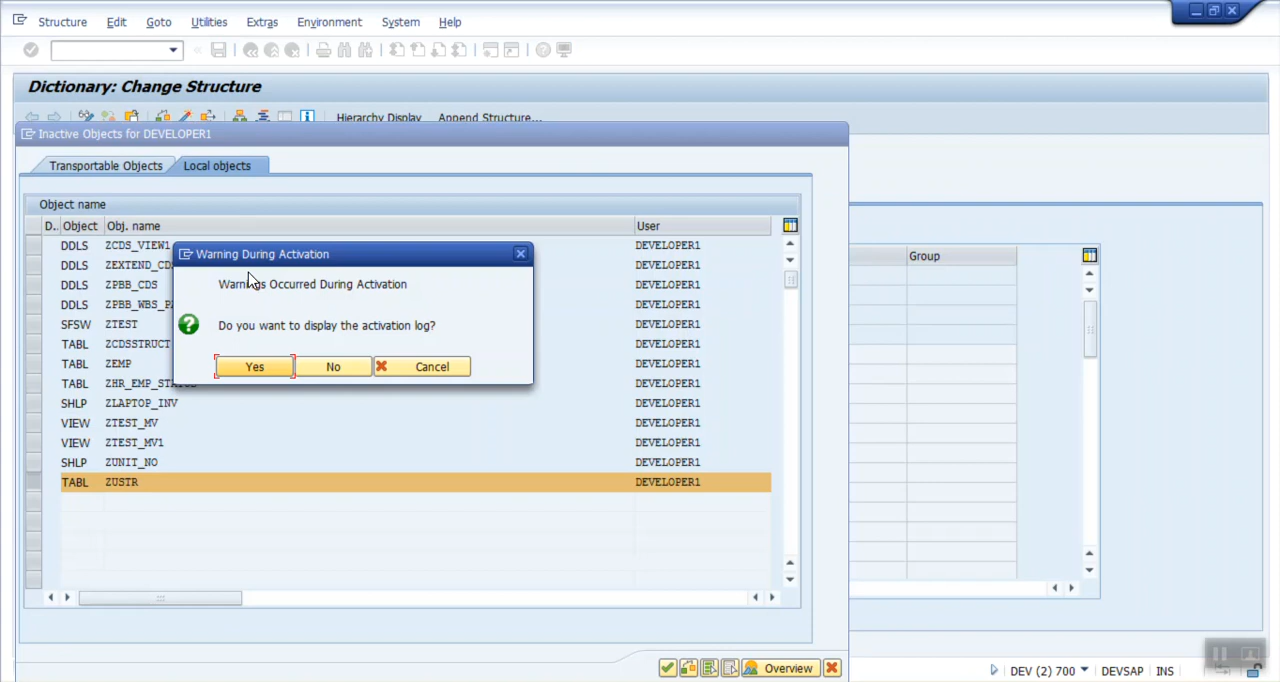 Structure Edit Goto Utilities Extras Environment System Help
Dictionary: Change Structure
Hierarchy Display Append Structure...
Inactive Objects for DEVELOPER1
Transportable Objects Local objects
Object name
D.. Object Obj. name User
Group
DDLS ZCDS_VIEW1 DEVELOPER1
DDLS DEVELOPER1
DDLS ZPBB_CDS DEVELOPER1
DDLS DEVELOPER1
SFSW ZTEST DEVELOPER1
TABL DEVELOPER1
TABL ZEMP DEVELOPER1
TABL DEVELOPER1
SHLP ZLAPTOP_INV DEVELOPER1
VIEW ZTEST_MV DEVELOPER1
VIEW ZTEST_MV1 DEVELOPER1
SHLP ZUNIT_NO DEVELOPER1
TABL ZUSTR DEVELOPER1
Warning During Activation
Warnings Occurred During Activation
Do you want to display the activation log?
Yes No Cancel
Overview
DEV (2) 700 DEVSAP INS